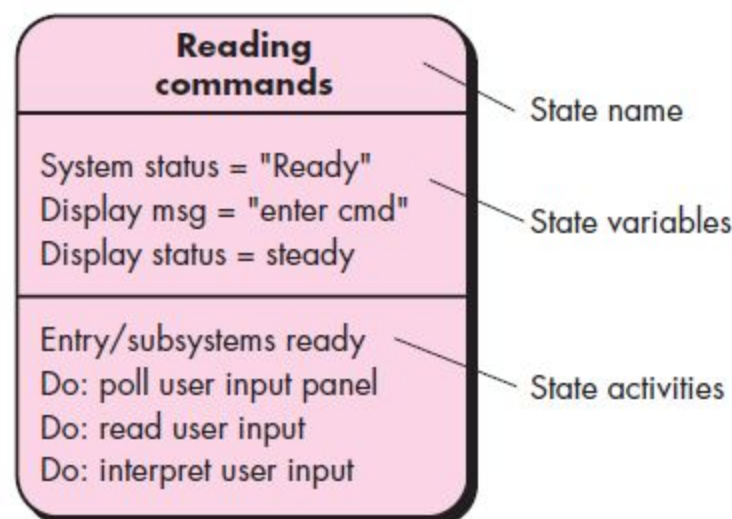 Reading
commands
State name
System status = "Ready"
Display msg = "enter cmd"
Display status = steady
State variables
Entry/subsystems ready
Do: poll user input panel
Do: read user input
Do: interpret user input
State activities